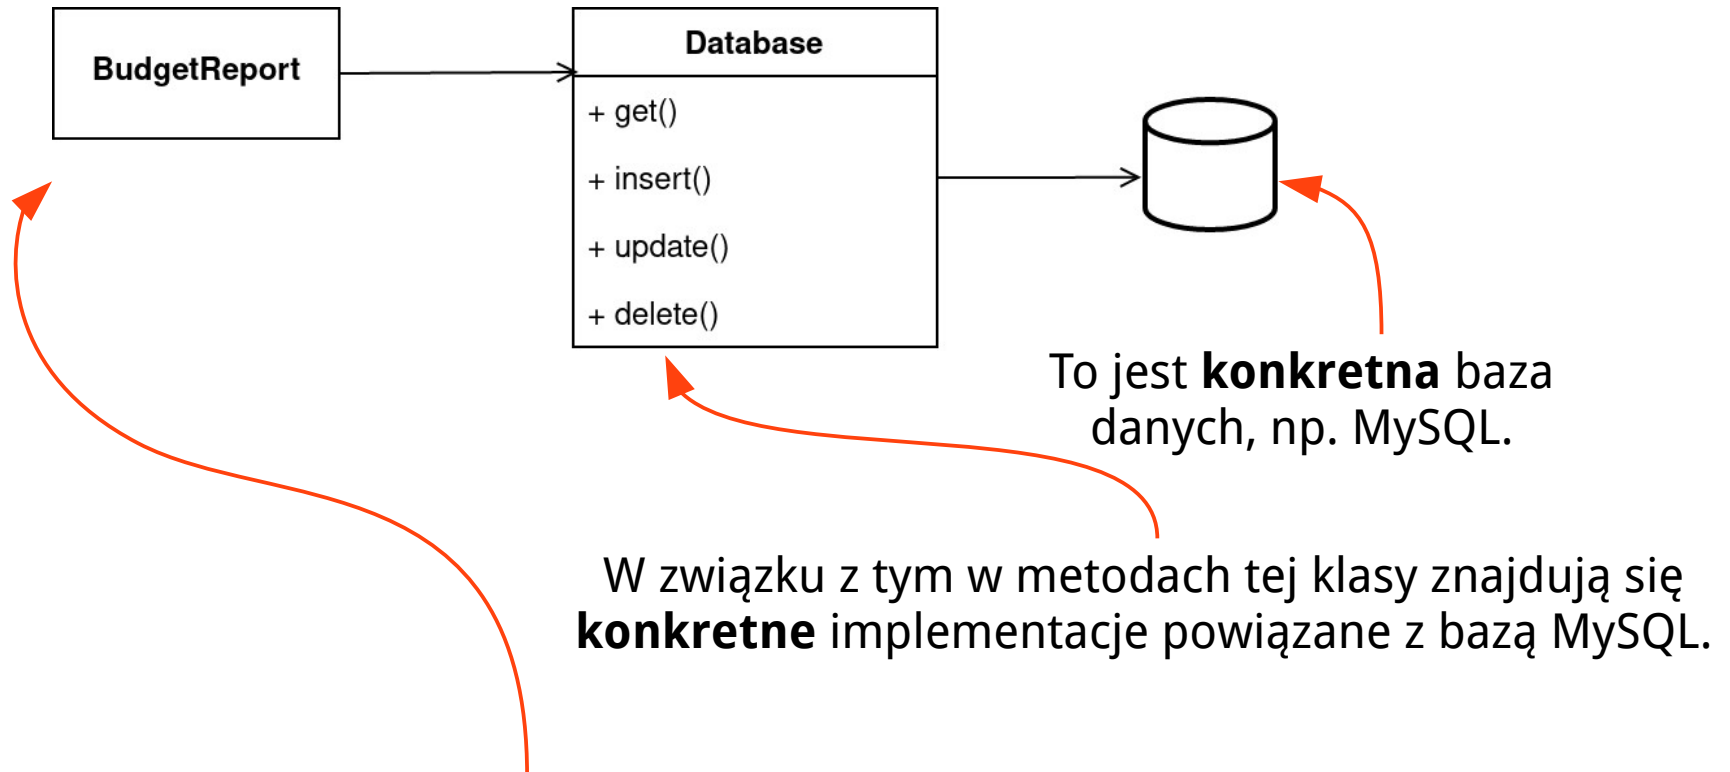 BudgetReport
Database
+ get()
+ insert()
+ update()
+ delete()
To jest konkretna baza
danych, np. MySQL.
W związku z tym w metodach tej klasy znajdują się
konkretne implementacje powiązane z bazą MySQL.